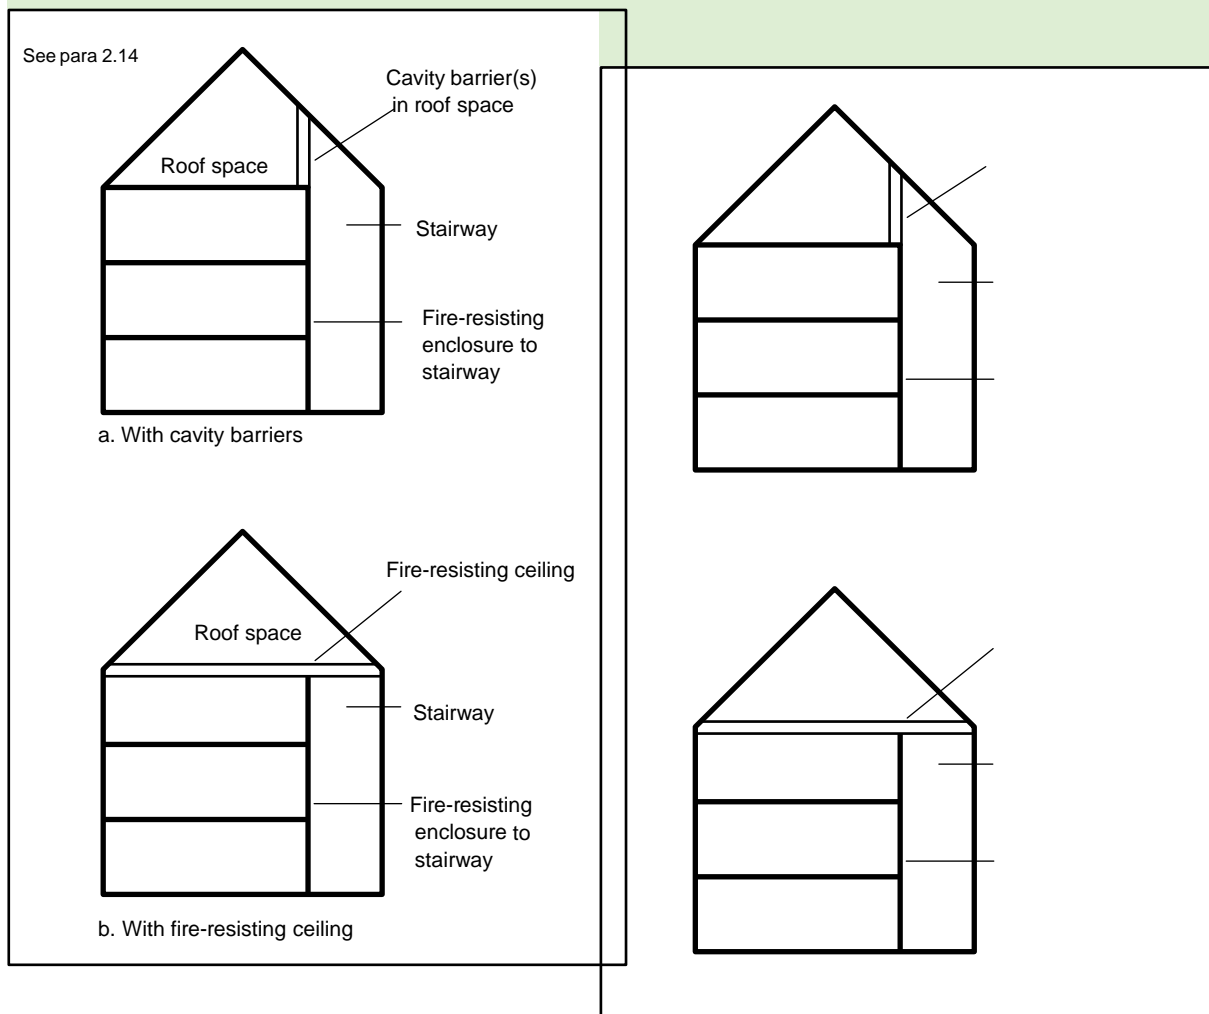 See para 2.14
Cavity barrier(s)
in roof space
Roof space
Stairway
Fire-resisting
enclosure to
stairway
a. With cavity barriers
Fire-resisting ceiling
Roof space
Stairway
Fire-resisting
enclosure to
stairway
b. With fire-resisting ceiling